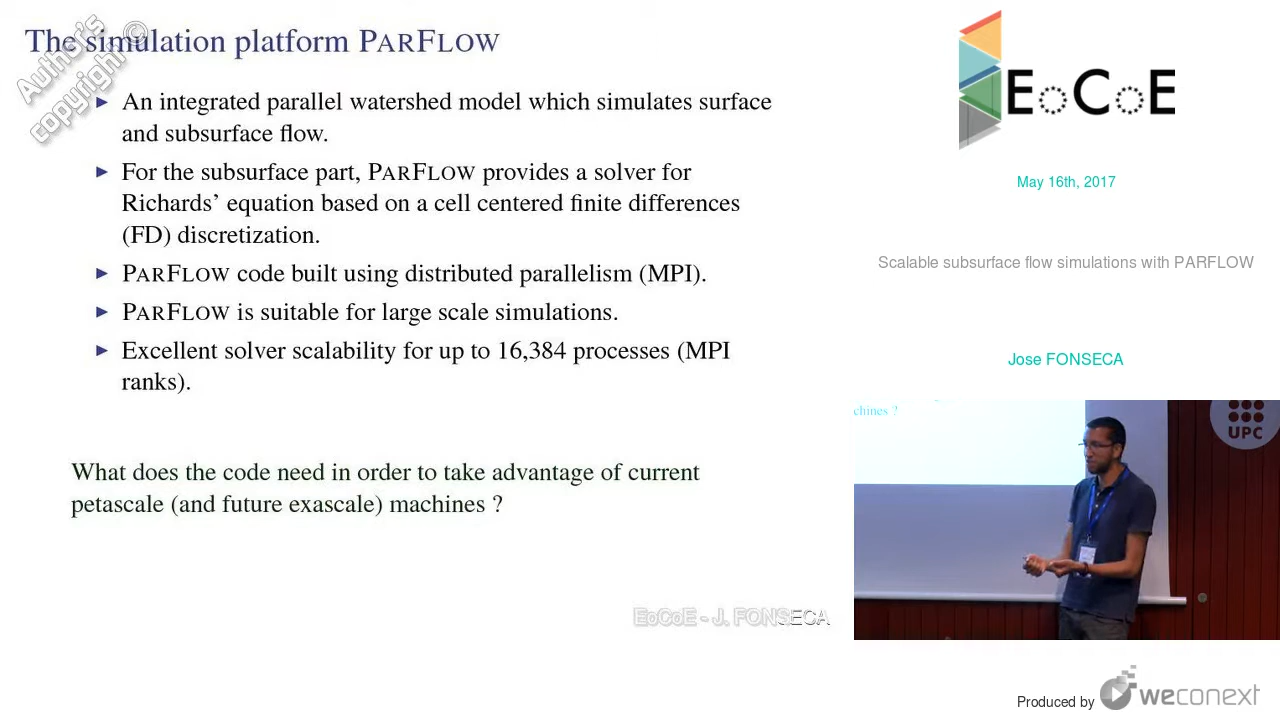 The simulation platform PARFLOW
Author's
copyright ©
► An integrated parallel watershed model which simulates surface
and subsurface flow.
► For the subsurface part, PARFLOW provides a solver for
Richards' equation based on a cell centered finite differences
(FD) discretization.
► PARFLOW code built using distributed parallelism (MPI).
► PARFLOW is suitable for large scale simulations.
► Excellent solver scalability for up to 16,384 processes (MPI
ranks).
What does the code need in order to take advantage of current
petascale (and future exascale) machines ?
EoCoE - J. FONSECA
EoCoE
May 16th, 2017
Scalable subsurface flow simulations with PARFLOW
Jose FONSECA
chines ?
UPC
Produced by weconext